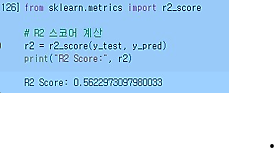 126] from sklearn.metrics import r2_score
# R2 스코어 계산
r2 = r2_score(y_test, y_pred)
print("R2 Score:", r2)
R2 Score: 0.5622973097980033